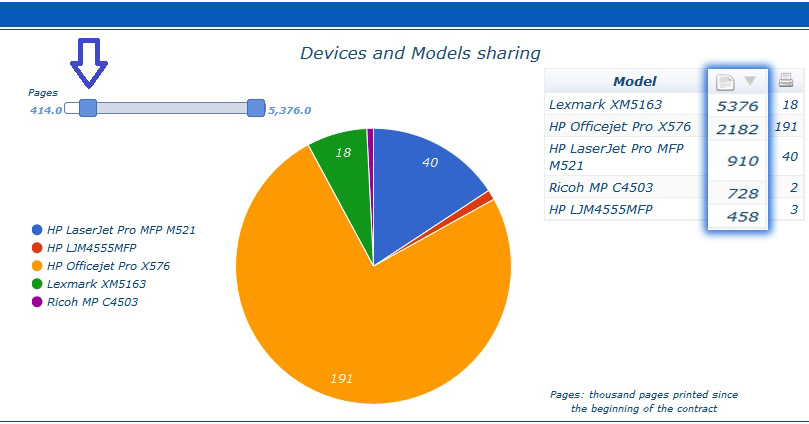 Devices and Models sharing
Pages
414.0
5,376.0
Model
Lexmark XM5163 5376 18
HP Officejet Pro X576 2182 191
HP LaserJet Pro MFP
M521 910 40
Ricoh MP C4503 728 2
HP LJM4555MFP 458 3
18
40
191
HP LaserJet Pro MFP M521
HP LJM4555MFP
HP Officejet Pro X576
Lexmark XM5163
Ricoh MP C4503
Pages: thousand pages printed since
the beginning of the contract